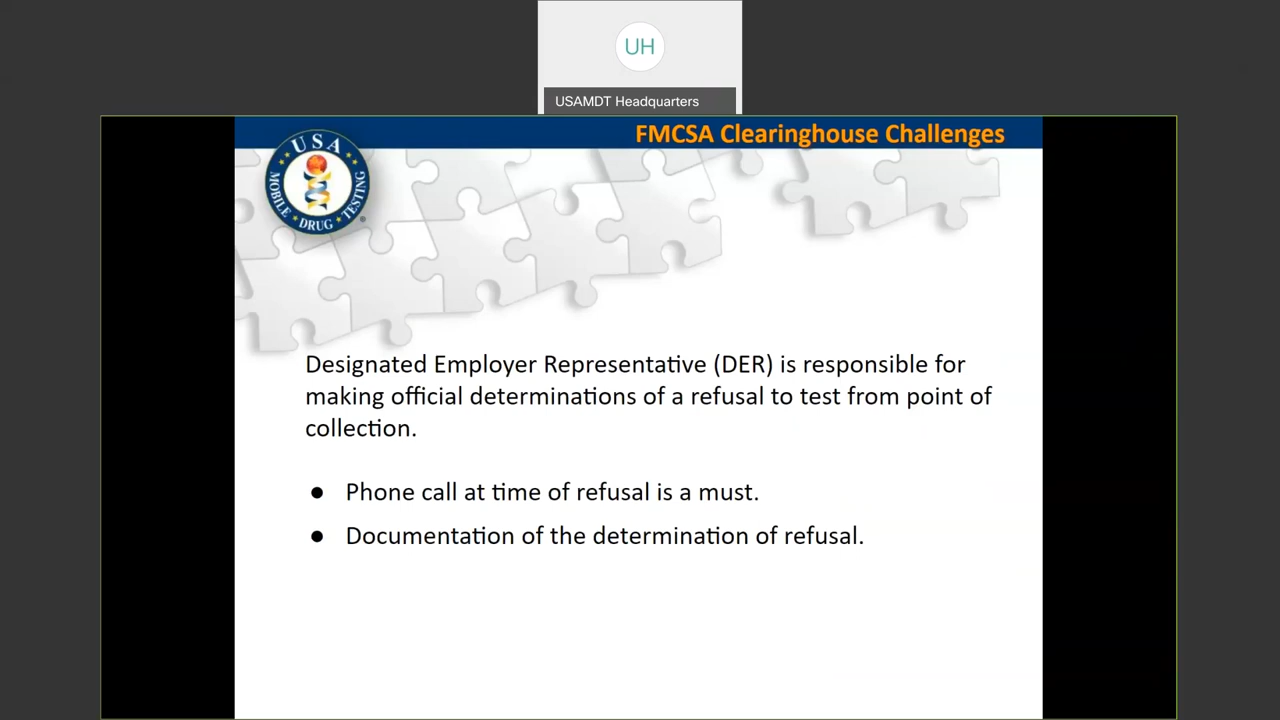 UH
USAMDT Headquarters
FMCSA Clearinghouse Challenges
USA
MOBILE DRUG TESTING
Designated Employer Representative (DER) is responsible for
making official determinations of a refusal to test from point of
collection.
● Phone call at time of refusal is a must.
● Documentation of the determination of refusal.